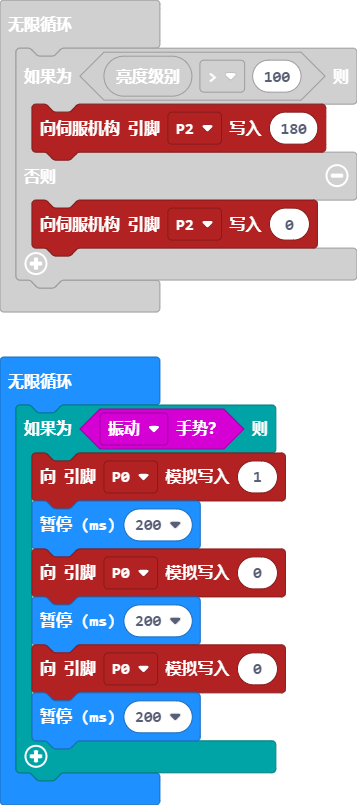 无限循环
如果为 亮度级别 > 100 则
向伺服机构 引脚 P2 写入 180
否则
向伺服机构 引脚 P2 写入 0
无限循环
如果为 振动 手势? 则
向 引脚 P0 模拟写入 1
暂停 (ms) 200
向 引脚 P0 模拟写入 0
暂停 (ms) 200
向 引脚 P0 模拟写入 0
暂停 (ms) 200